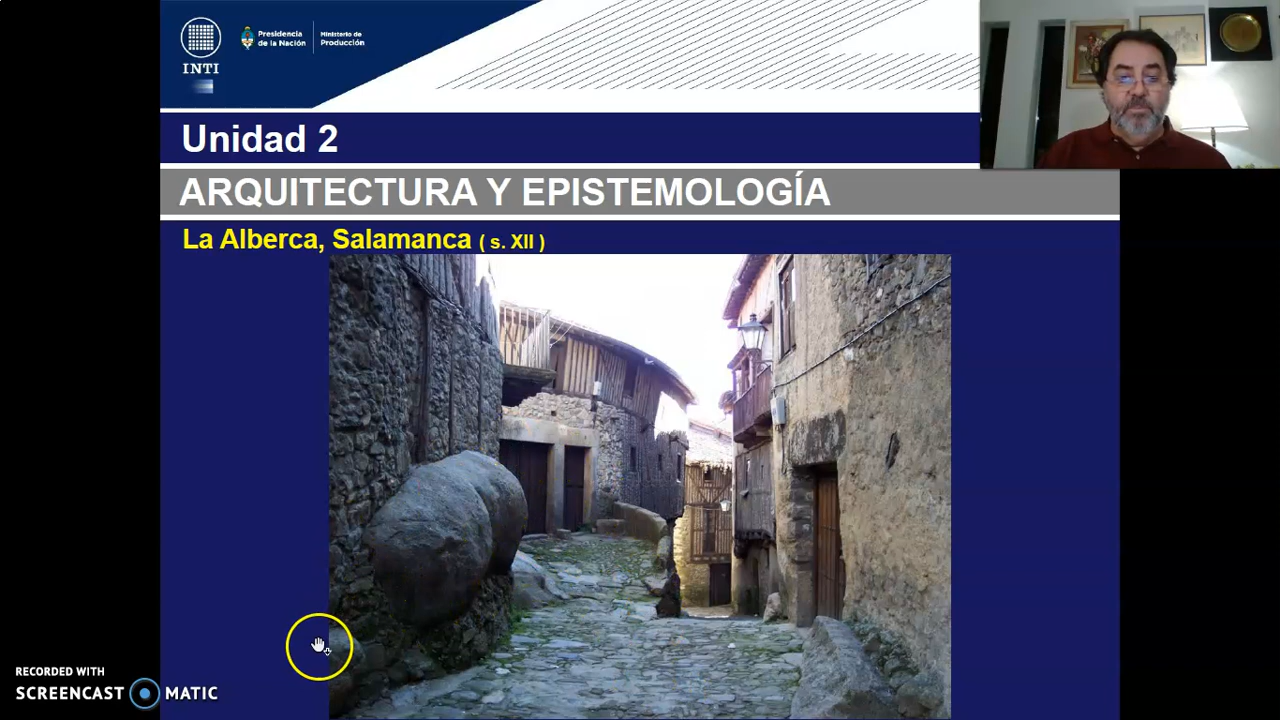 INTI
Presidencia
de la Nación
Ministerio de
Producción
Unidad 2
ARQUITECTURA Y EPISTEMOLOGÍA
La Alberca, Salamanca ( s. XII )
RECORDED WITH
SCREENCAST MATIC